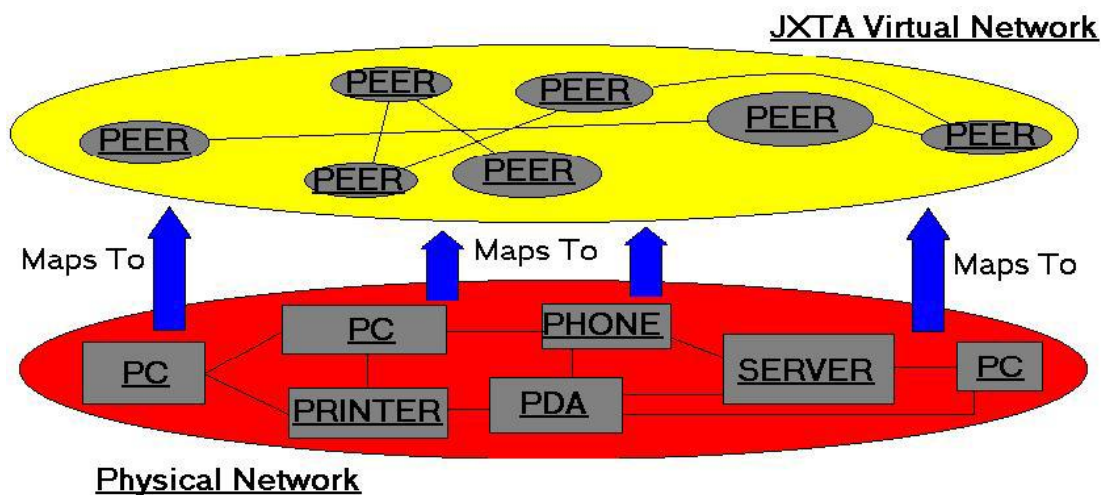 JXTA Virtual Network
PEER
PEER
PEER
PEER
PEER
PEER
PEER
Maps To
Maps To
Maps To
PC
PHONE
PC
SERVER
PC
PRINTER
PDA
Physical Network